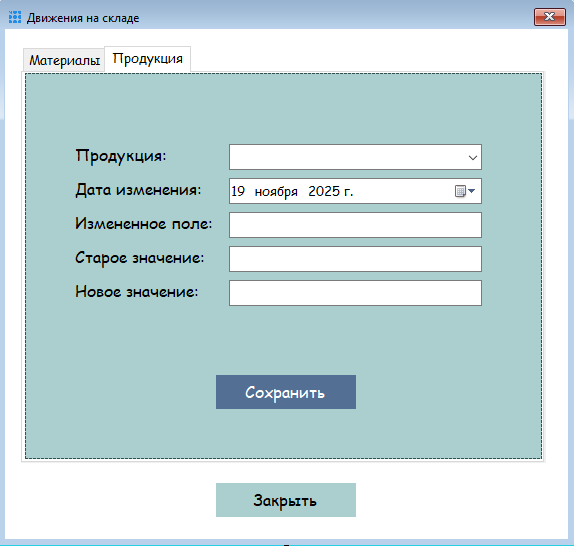 Движения на складе
Материалы
Продукция
Продукция:
Дата изменения: 19 ноября 2025 г.
Измененное поле:
Старое значение:
Новое значение:
Сохранить
Закрыть